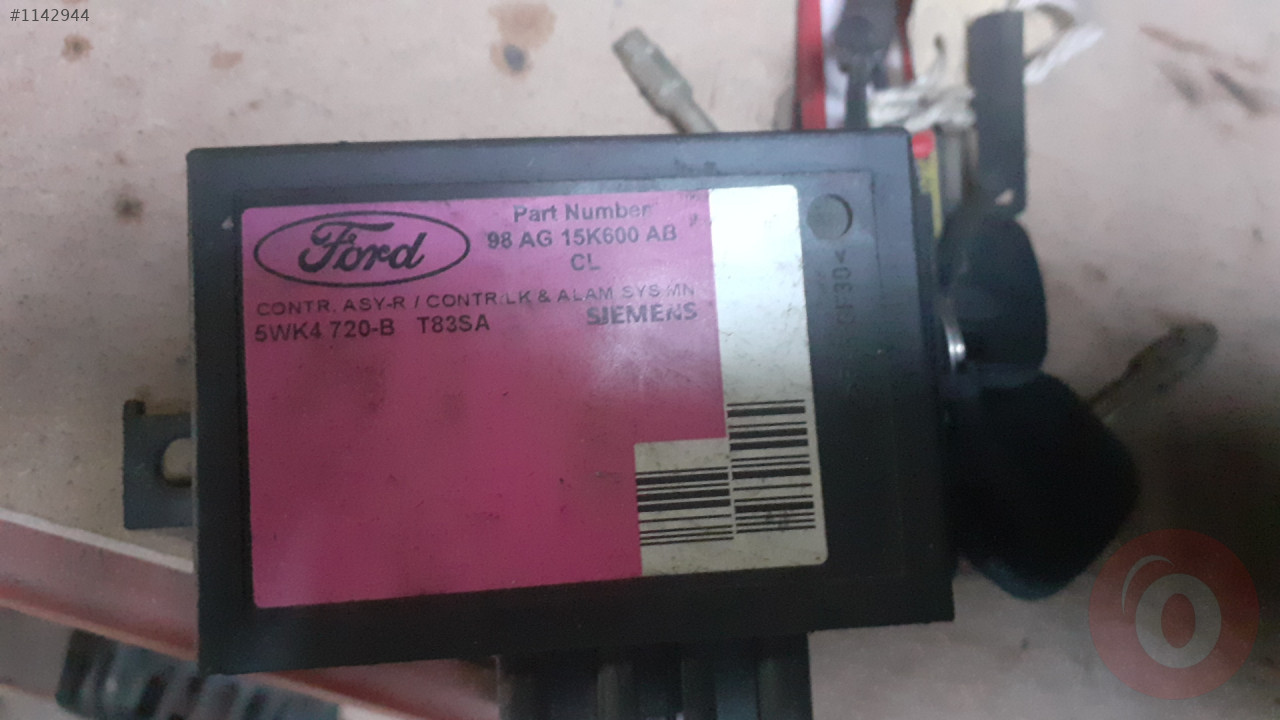 #1142944
Ford
Part Number
98 AG 15K600 AB
CL
CONTR. ASY-R / CONTR.LK & ALAM SYS MN
5WK4 720-B T83SA
SIEMENS